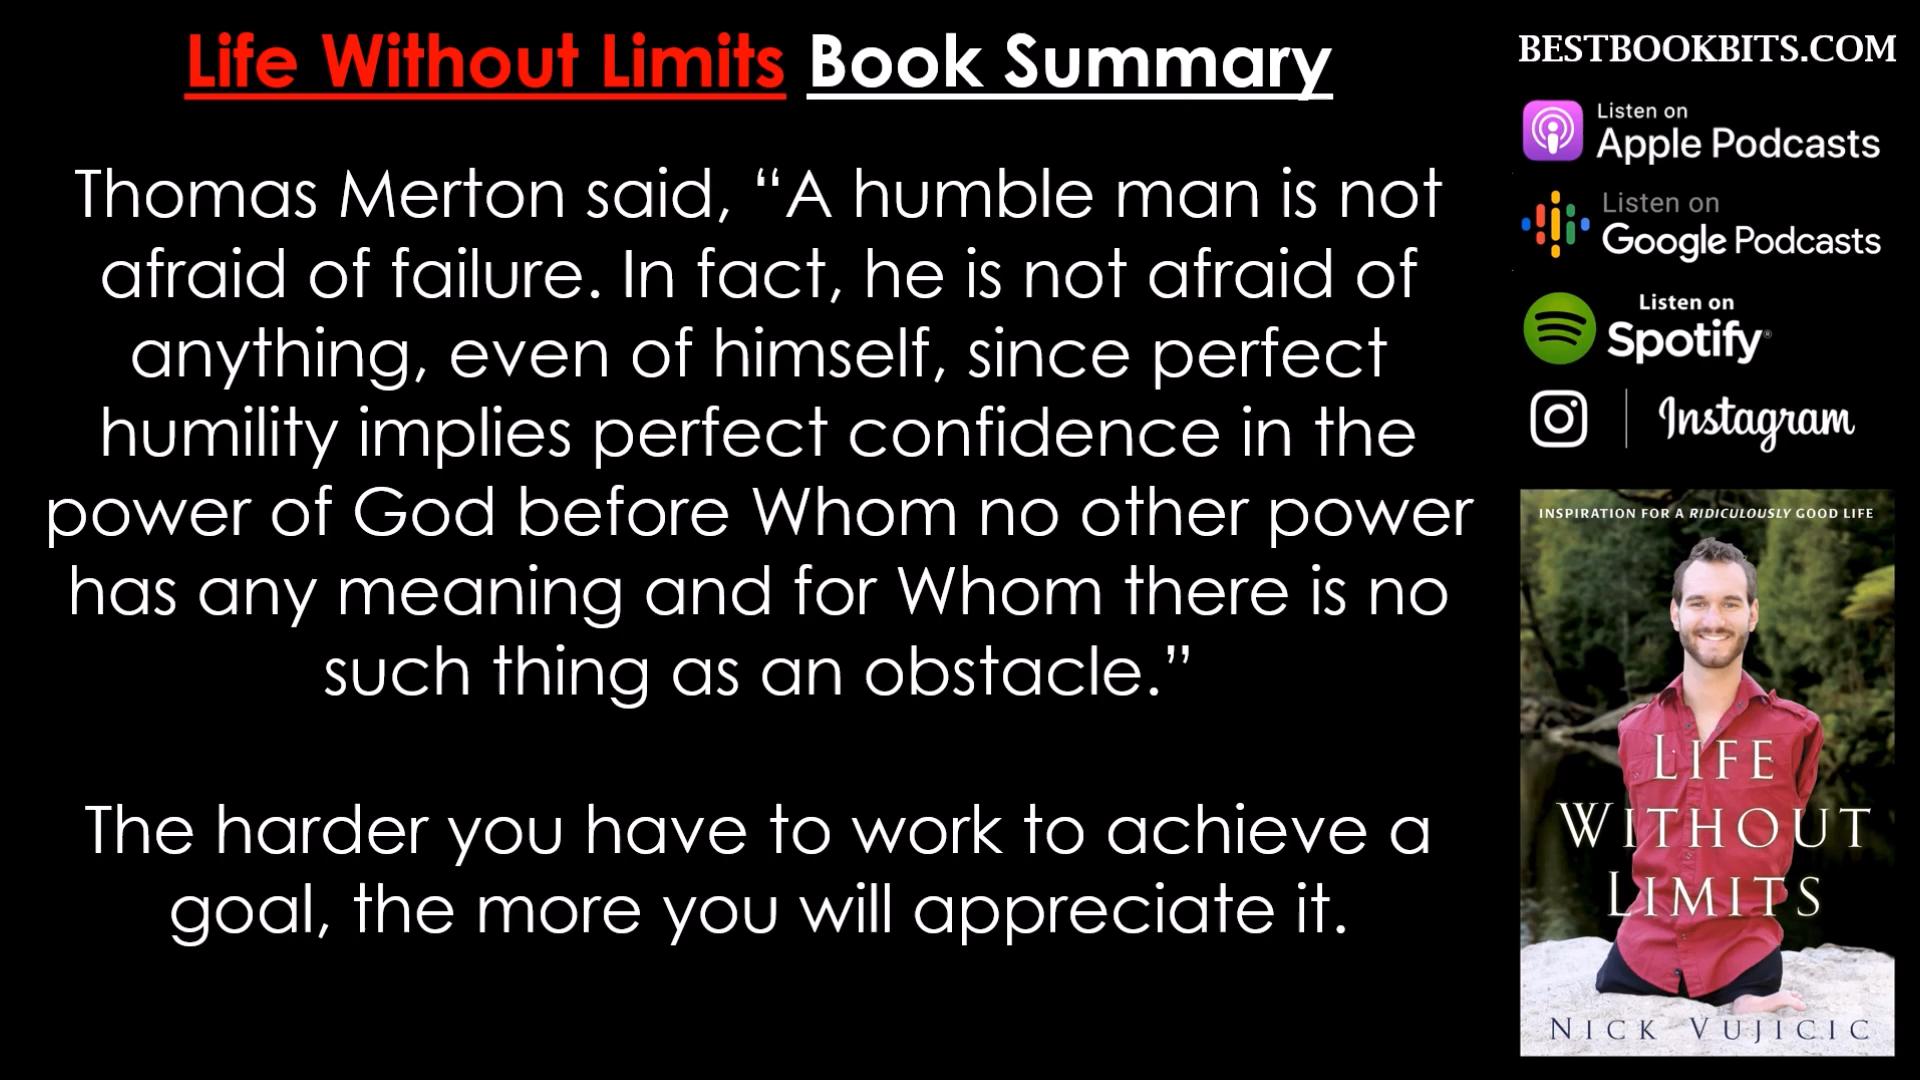 Life Without Limits Book Summary
Thomas Merton said, “A humble man is not
afraid of failure. In fact, he is not afraid of
anything, even of himself, since perfect
humility implies perfect confidence in the
power of God before Whom no other power
has any meaning and for Whom there is no
such thing as an obstacle.”
The harder you have to work to achieve a
goal, the more you will appreciate it.
BESTBOOKBITS.COM
Listen on
Apple Podcasts
Listen on
Google Podcasts
Listen on
Spotify®
Instagram
INSPIRATION FOR A RIDICULOUSLY GOOD LIFE
LIFE
WITHOUT
LIMITS
NICK VUJICIC